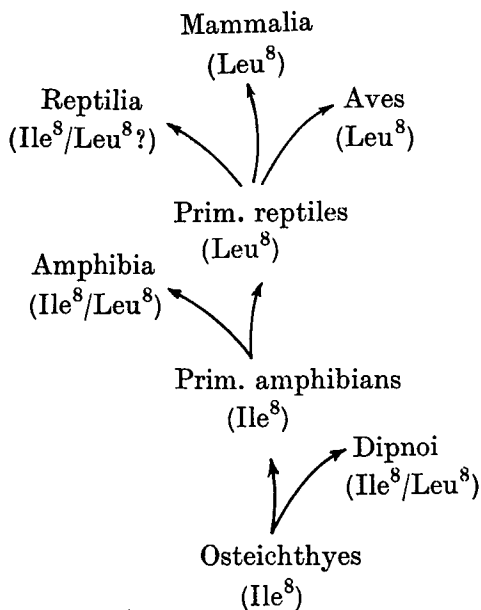 Mammalia
(Leu⁸)
Reptilia
(Ile⁸/Leu⁸?)
Aves
(Leu⁸)
Prim. reptiles
(Leu⁸)
Amphibia
(Ile⁸/Leu⁸)
Prim. amphibians
(Ile⁸)
Dipnoi
(Ile⁸/Leu⁸)
Osteichthyes
(Ile⁸)